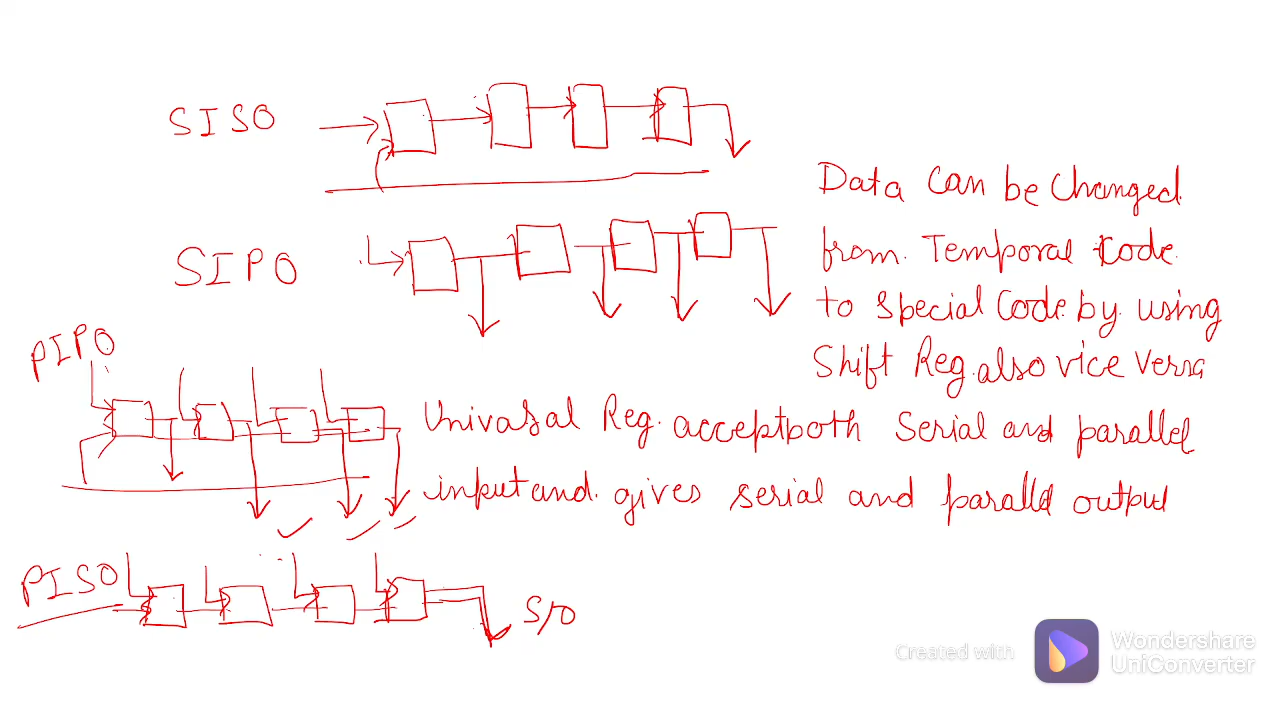 SISO
SIPO
Data Can be Changed
from Temporal Code
to Special Code by using
Shift Reg. also vice versa
PIPO
Univasal Reg. accept both Serial and parallel
input and gives serial and parallel output
PISO
S/O
Created with
Wondershare
UniConverter